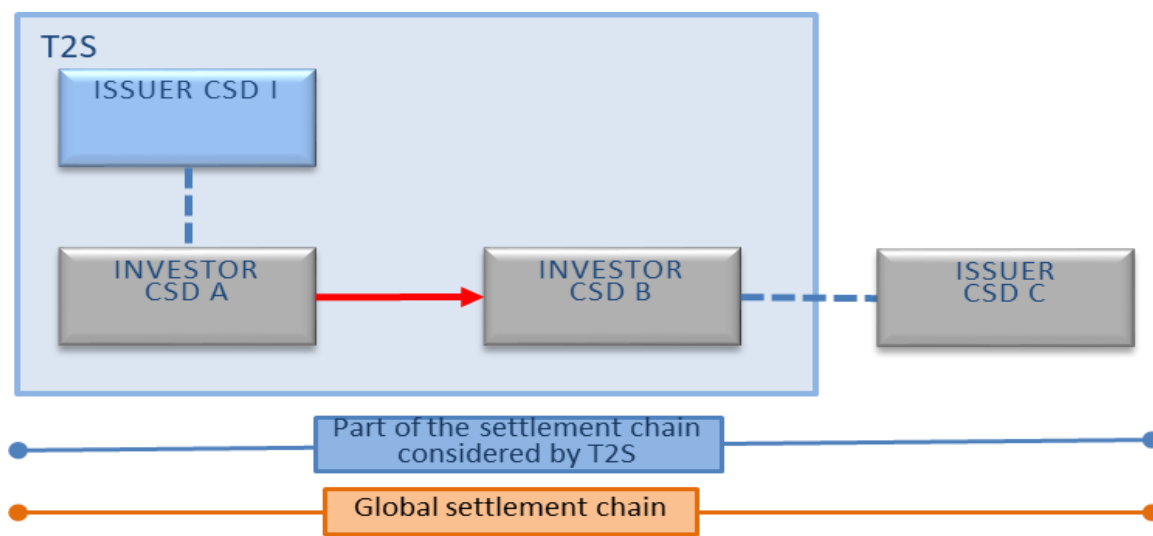 T2S
ISSUER CSD I
INVESTOR
CSD A
INVESTOR
CSD B
ISSUER
CSD C
Part of the settlement chain
considered by T2S
Global settlement chain